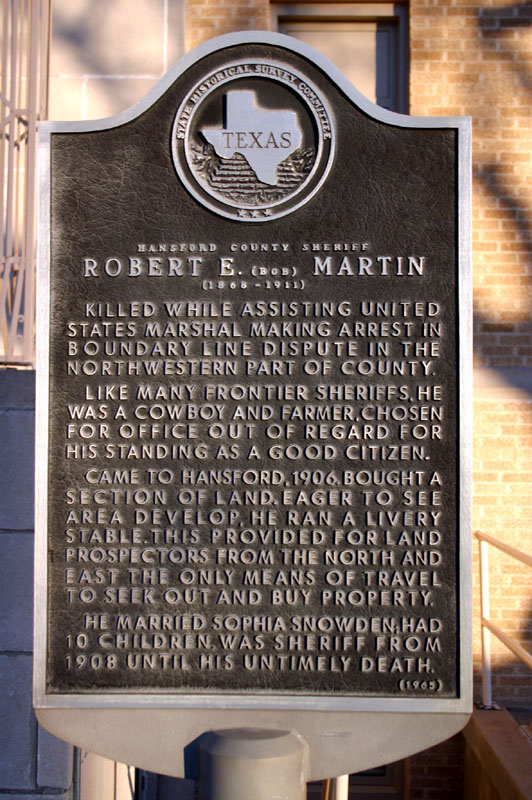 STATE HISTORICAL SURVEY COMMITTEE
TEXAS
HANSFORD COUNTY SHERIFF
ROBERT E. (BOB) MARTIN
(1868-1911)
KILLED WHILE ASSISTING UNITED
STATES MARSHAL MAKING ARREST IN
BOUNDARY LINE DISPUTE IN THE
NORTHWESTERN PART OF COUNTY.
LIKE MANY FRONTIER SHERIFFS, HE
WAS A COWBOY AND FARMER, CHOSEN
FOR OFFICE OUT OF REGARD FOR
HIS STANDING AS A GOOD CITIZEN.
CAME TO HANSFORD, 1906. BOUGHT A
SECTION OF LAND. EAGER TO SEE
AREA DEVELOP, HE RAN A LIVERY
STABLE. THIS PROVIDED FOR LAND
PROSPECTORS FROM THE NORTH AND
EAST THE ONLY MEANS OF TRAVEL
TO SEEK OUT AND BUY PROPERTY.
HE MARRIED SOPHIA SNOWDEN, HAD
10 CHILDREN. WAS SHERIFF FROM
1908 UNTIL HIS UNTIMELY DEATH.
(1965)